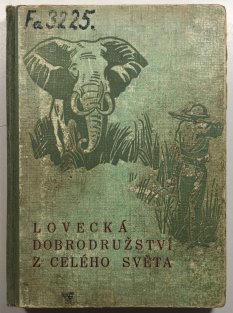 Fa 3225.
LOVECKÁ
DOBRODRUŽSTVÍ
Z CELÉHO SVĚTA